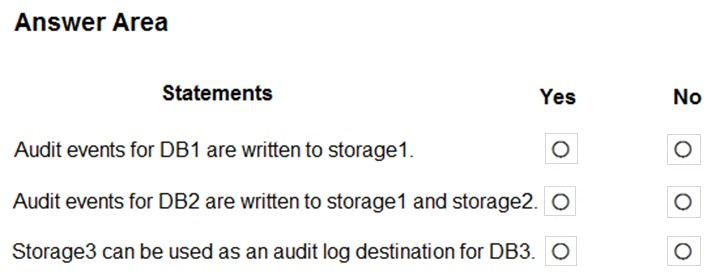 Answer Area
Statements Yes No
Audit events for DB1 are written to storage1.
Audit events for DB2 are written to storage1 and storage2.
Storage3 can be used as an audit log destination for DB3.